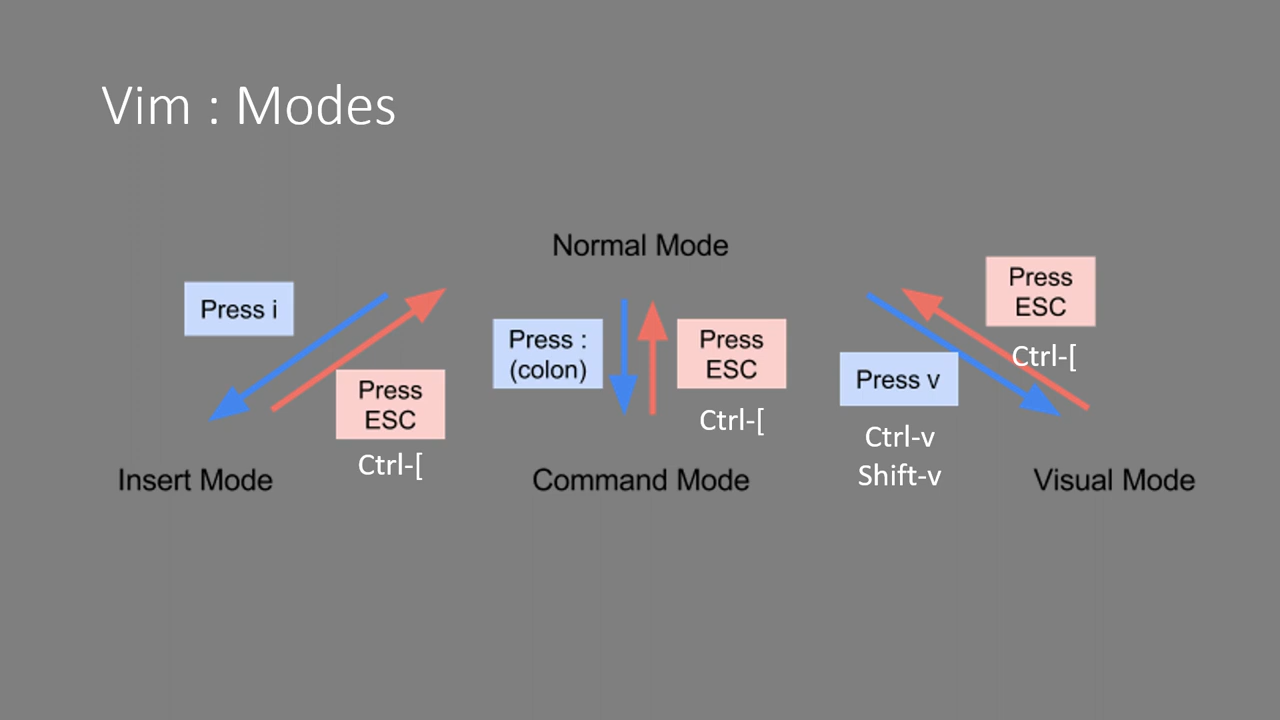 Vim : Modes
Normal Mode
Press i
Press
ESC
Ctrl-[
Press :
(colon)
Press
ESC
Ctrl-[
Press v
Ctrl-v
Shift-v
Press
ESC
Ctrl-[
Insert Mode
Command Mode
Visual Mode